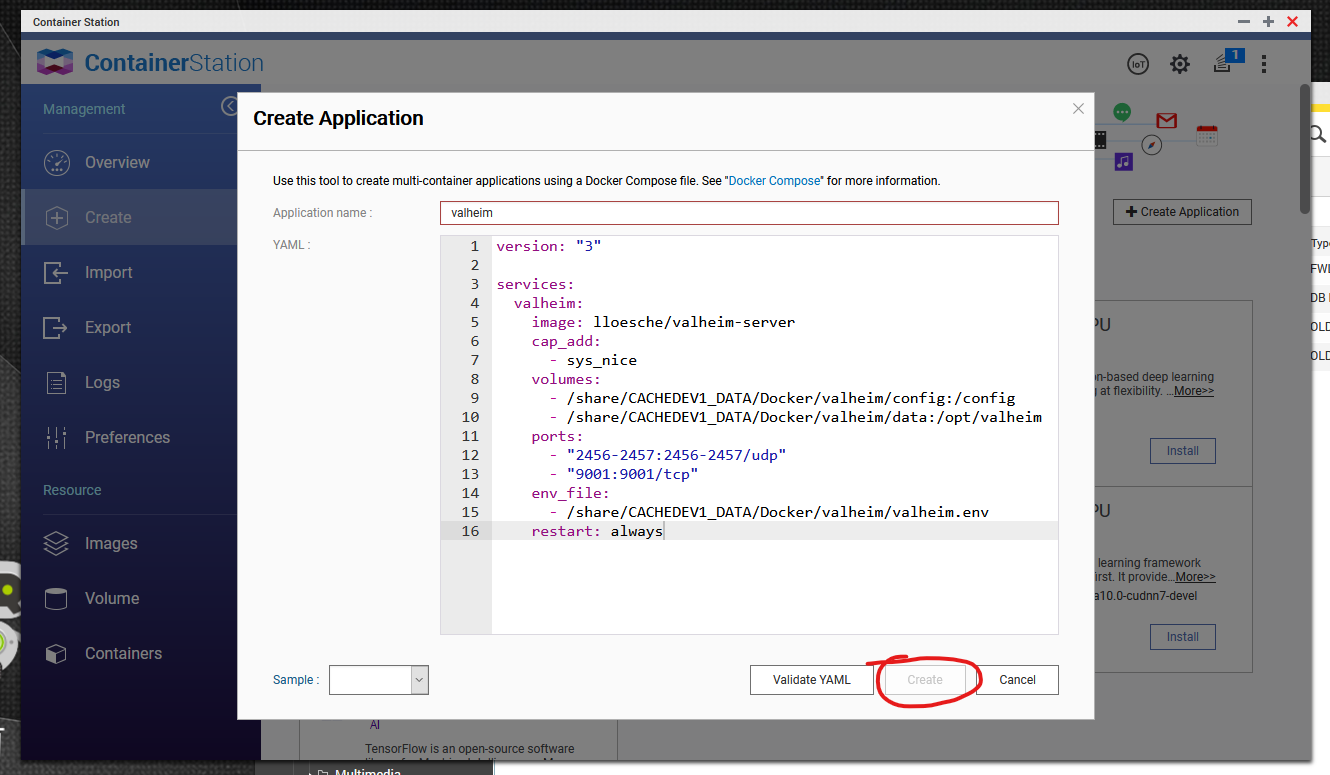 Container Station
ContainerStation
IoT
1
Management
Overview
Create
Import
Export
Logs
Preferences
Resource
Images
Volume
Containers
Create Application
Use this tool to create multi-container applications using a Docker Compose file. See "Docker Compose" for more information.
Application name :
valheim
YAML :
1 version: "3"
2
3 services:
4 valheim:
5 image: lloesche/valheim-server
6 cap_add:
7 - sys_nice
8 volumes:
9 - /share/CACHEDEV1_DATA/Docker/valheim/config:/config
10 - /share/CACHEDEV1_DATA/Docker/valheim/data:/opt/valheim
11 ports:
12 - "2456-2457:2456-2457/udp"
13 - "9001:9001/tcp"
14 env_file:
15 - /share/CACHEDEV1_DATA/Docker/valheim/valheim.env
16 restart: always
Sample :
Validate YAML
Create
Cancel
+ Create Application
PU
n-based deep learning
g at flexibility. ...More>>
Install
PU
learning framework
irst. It provide...More>>
a10.0-cudnn7-devel
Install
AI
TensorFlow is an open-source software
Multimedia
Type
FWL
DB
OLD
OLD